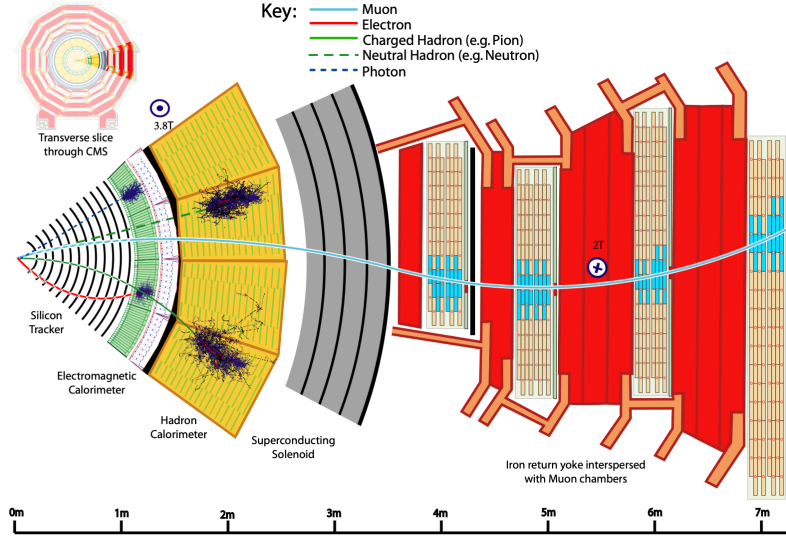 Key:
Muon
Electron
Charged Hadron (e.g. Pion)
Neutral Hadron (e.g. Neutron)
Photon
Transverse slice
through CMS
3.8T
2T
Silicon
Tracker
Electromagnetic
Calorimeter
Hadron
Calorimeter
Superconducting
Solenoid
Iron return yoke interspersed
with Muon chambers
0m
1m
2m
3m
4m
5m
6m
7m